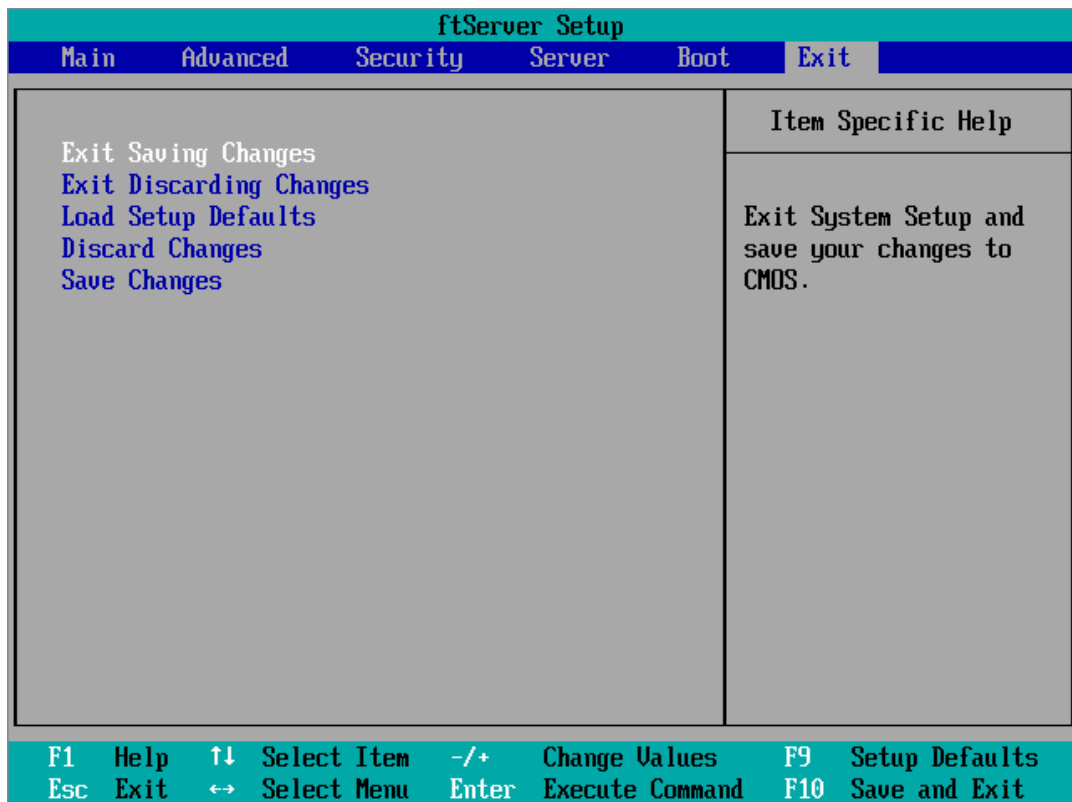 ftServer Setup
Main Advanced Security Server Boot Exit
Exit Saving Changes
Exit Discarding Changes
Load Setup Defaults
Discard Changes
Save Changes
Item Specific Help
Exit System Setup and
save your changes to
CMOS.
F1 Help ↑↓ Select Item -/+ Change Values F9 Setup Defaults
Esc Exit ↔ Select Menu Enter Execute Command F10 Save and Exit